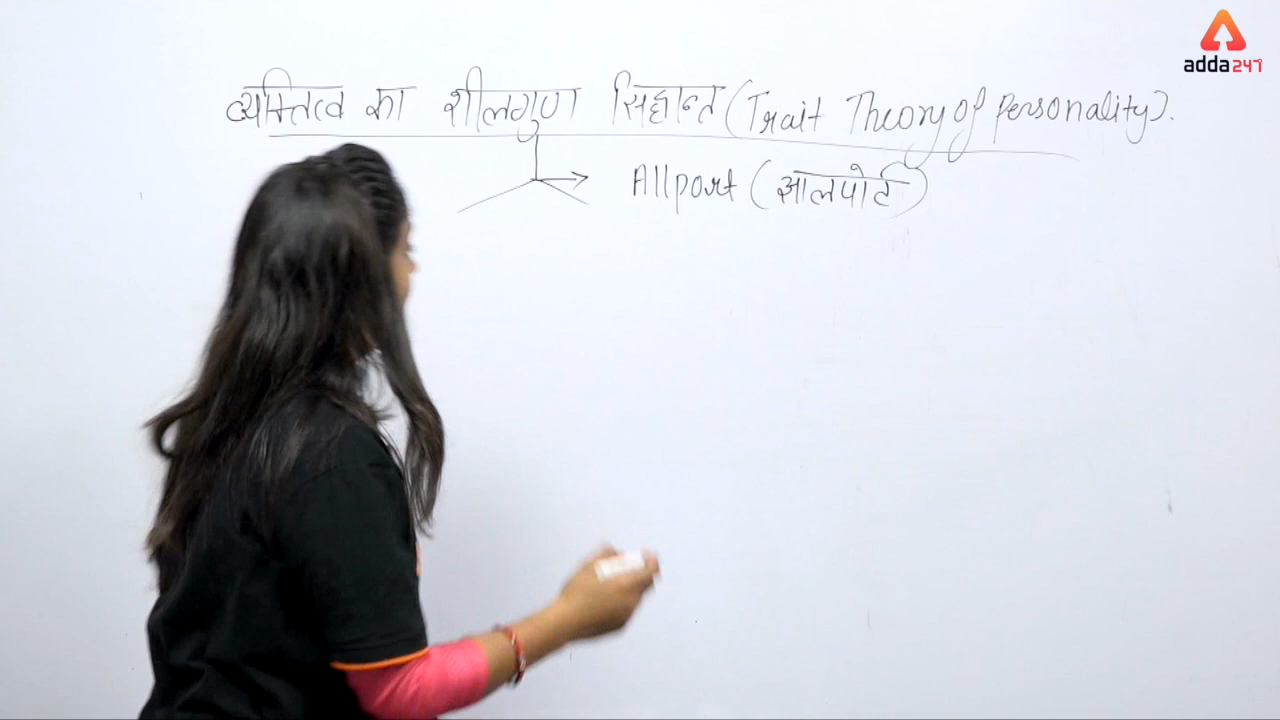 adda247
व्यक्तित्व का शीलगुण सिद्धान्त (Trait Theory of Personality).
Allport (आलपोर्ट)